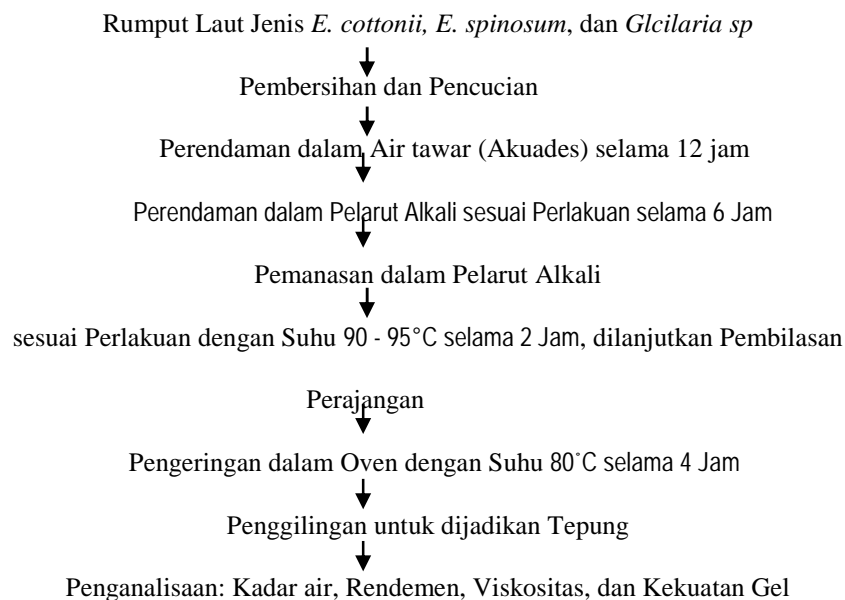 Rumput Laut Jenis E. cottonii, E. spinosum, dan Glcilaria sp
Pembersihan dan Pencucian
Perendaman dalam Air tawar (Akuades) selama 12 jam
Perendaman dalam Pelarut Alkali sesuai Perlakuan selama 6 Jam
Pemanasan dalam Pelarut Alkali
sesuai Perlakuan dengan Suhu 90 - 95°C selama 2 Jam, dilanjutkan Pembilasan
Perajangan
Pengeringan dalam Oven dengan Suhu 80˚C selama 4 Jam
Penggilingan untuk dijadikan Tepung
Penganalisaan: Kadar air, Rendemen, Viskositas, dan Kekuatan Gel